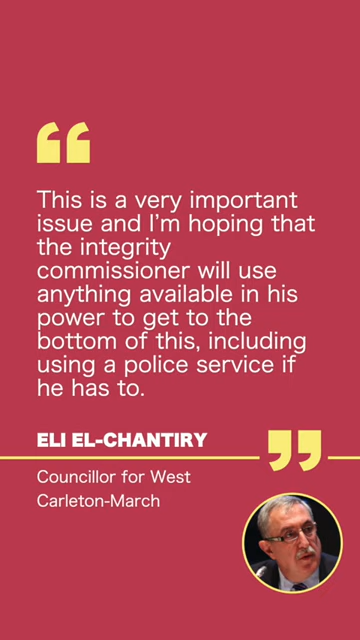 This is a very important
issue and I'm hoping that
the integrity
commissioner will use
anything available in his
power to get to the
bottom of this, including
using a police service if
he has to.
ELI EL-CHANTIRY
Councillor for West
Carleton-March